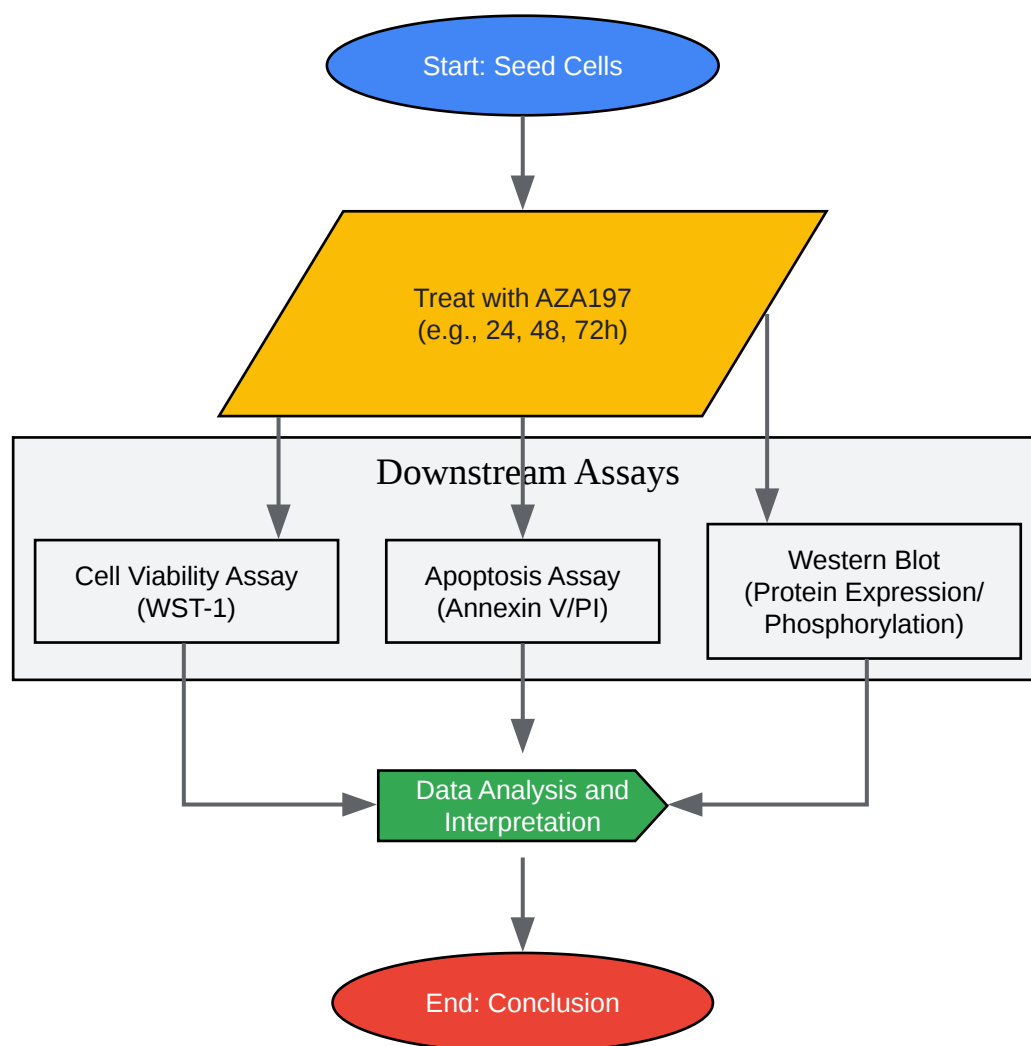 Start: Seed Cells
Treat with AZA197
(e.g., 24, 48, 72h)
Downstream Assays
Cell Viability Assay
(WST-1)
Apoptosis Assay
(Annexin V/PI)
Western Blot
(Protein Expression/
Phosphorylation)
Data Analysis and
Interpretation
End: Conclusion